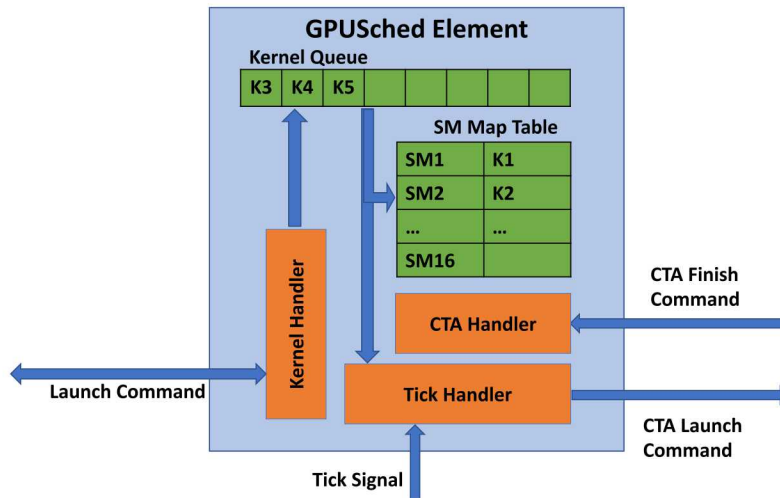 GPUSched Element
Kernel Queue
K3 K4 K5
SM Map Table
SM1 K1
SM2 K2
... ...
SM16
Kernel Handler
CTA Handler
CTA Finish
Command
Launch Command
Tick Handler
CTA Launch
Command
Tick Signal